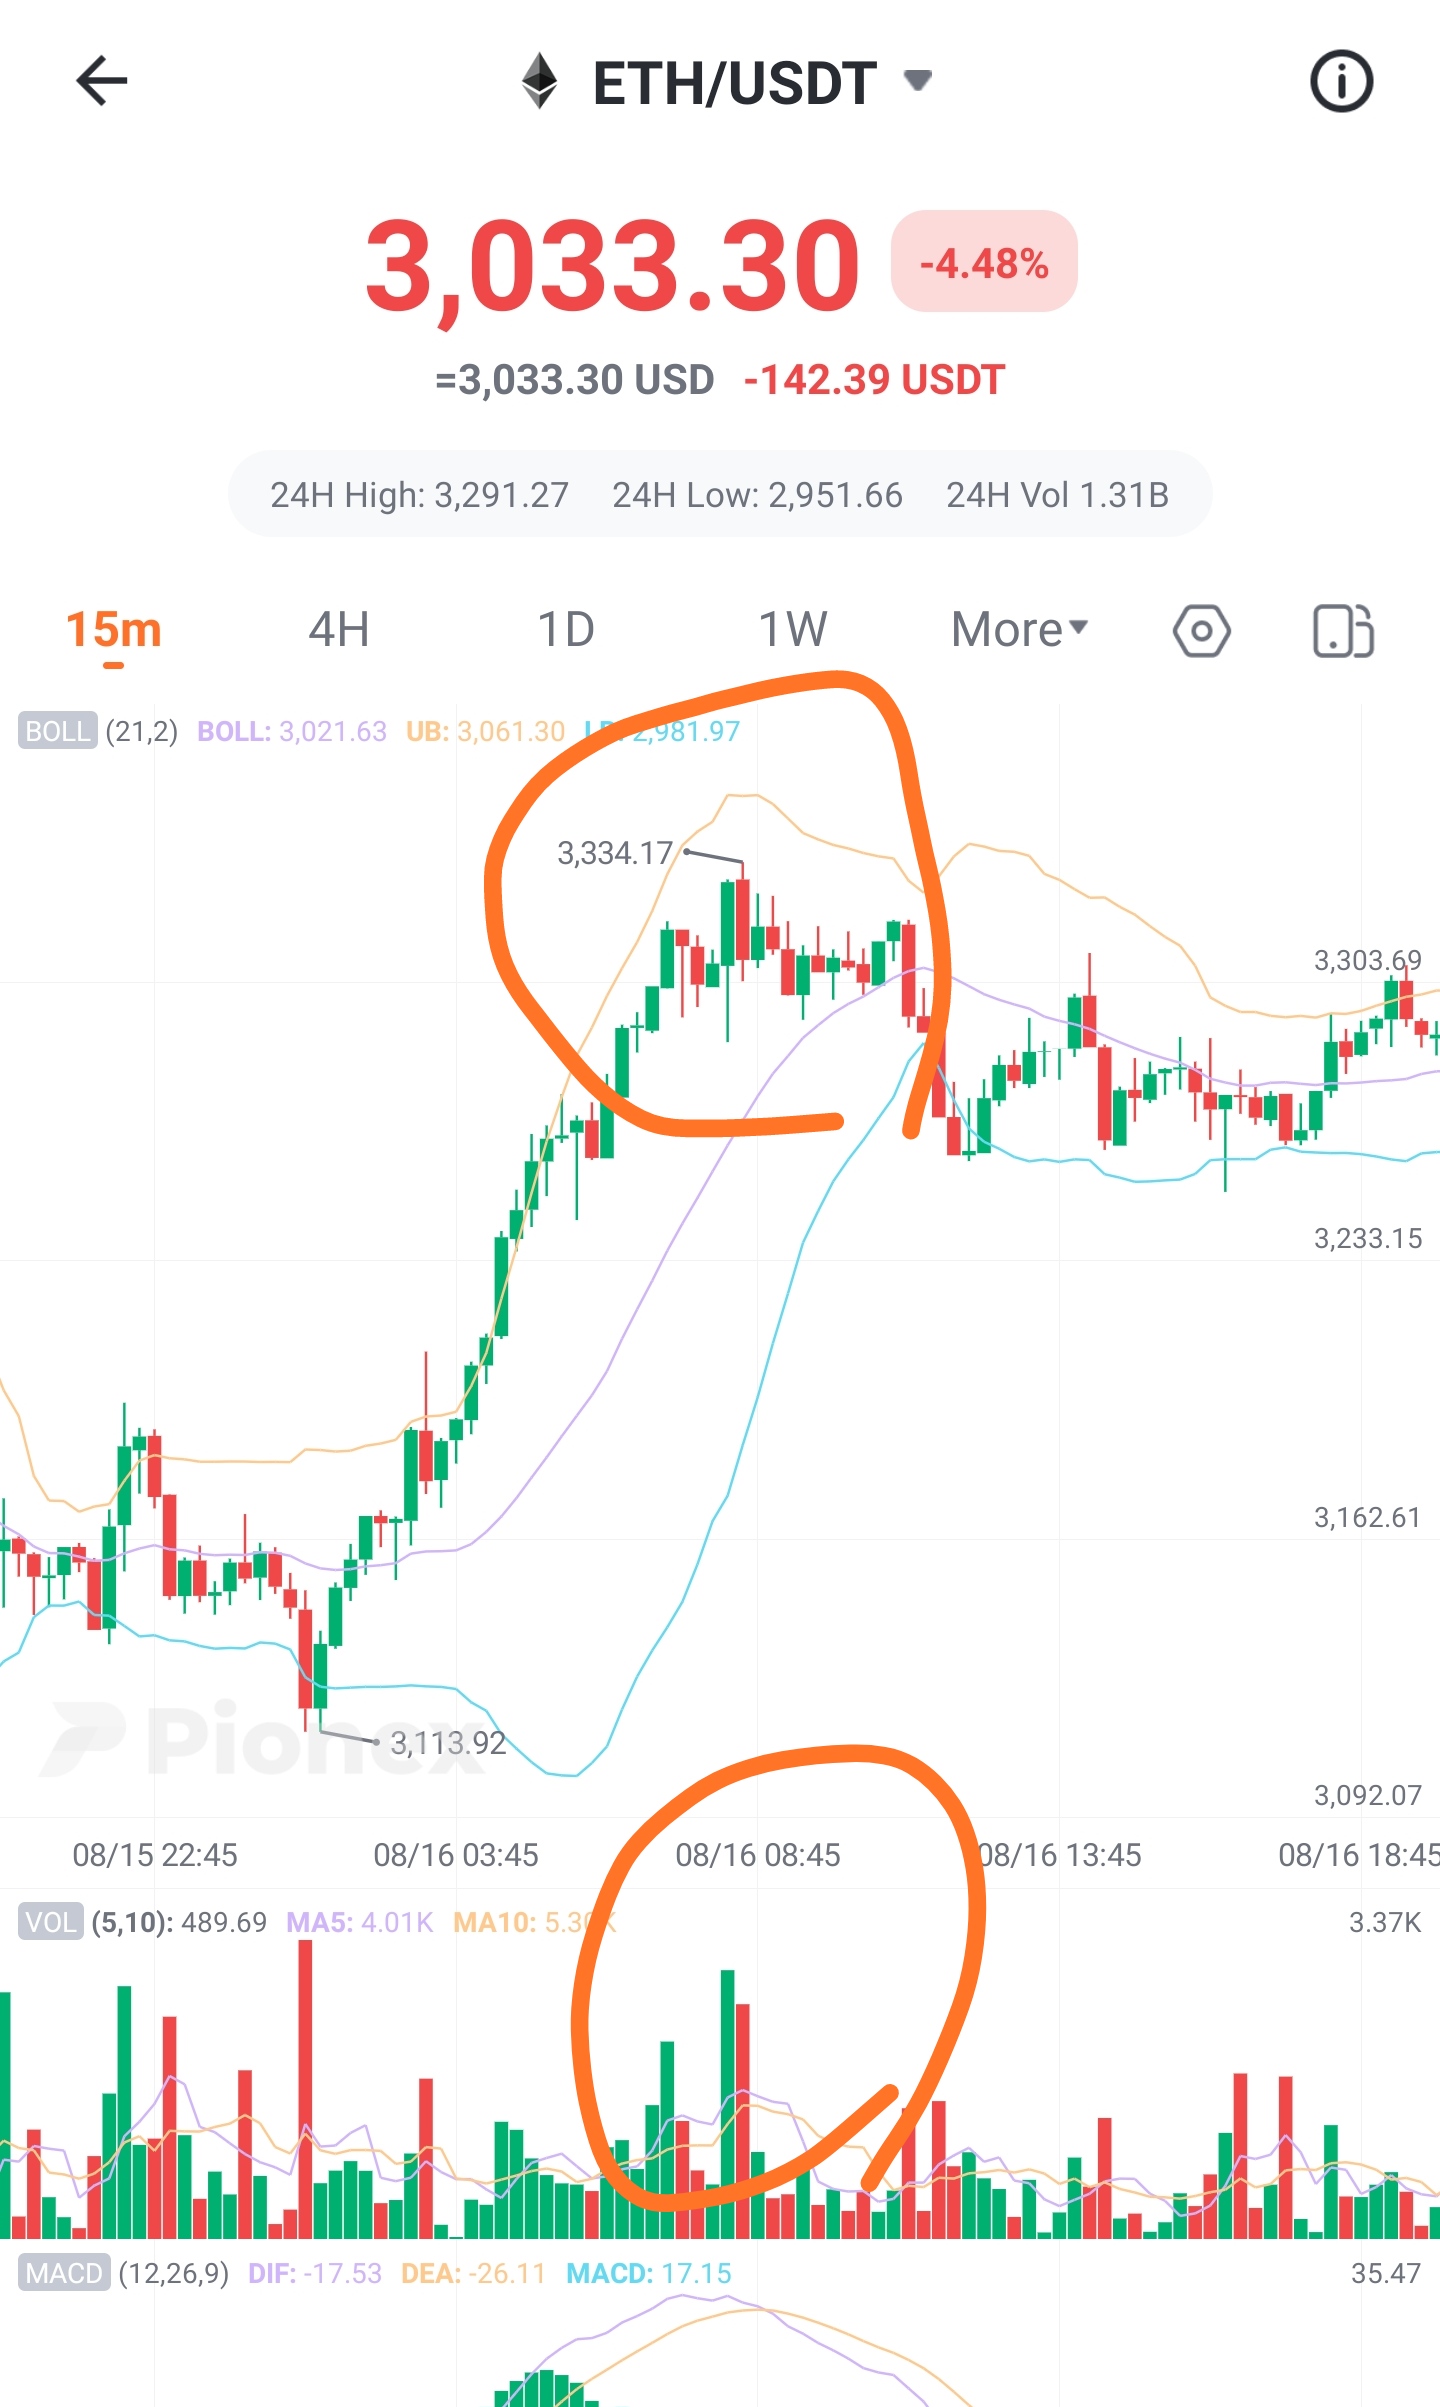 ETH/USDT
3,033.30 -4.48%
=3,033.30 USD -142.39 USDT
24H High: 3,291.27 24H Low: 2,951.66 24H Vol 1.31B
15m 4H 1D 1W More
BOLL (21,2) BOLL: 3,021.63 UB: 3,061.30 2,981.97
3,334.17
3,303.69
3,233.15
3,162.61
Pionex
3,113.92
3,092.07
08/15 22:45 08/16 03:45 08/16 08:45 08/16 13:45 08/16 18:45
VOL (5,10): 489.69 MA5: 4.01K MA10: 3.37K
MACD (12,26,9) DIF: -17.53 DEA: -26.11 MACD: 17.15 35.47